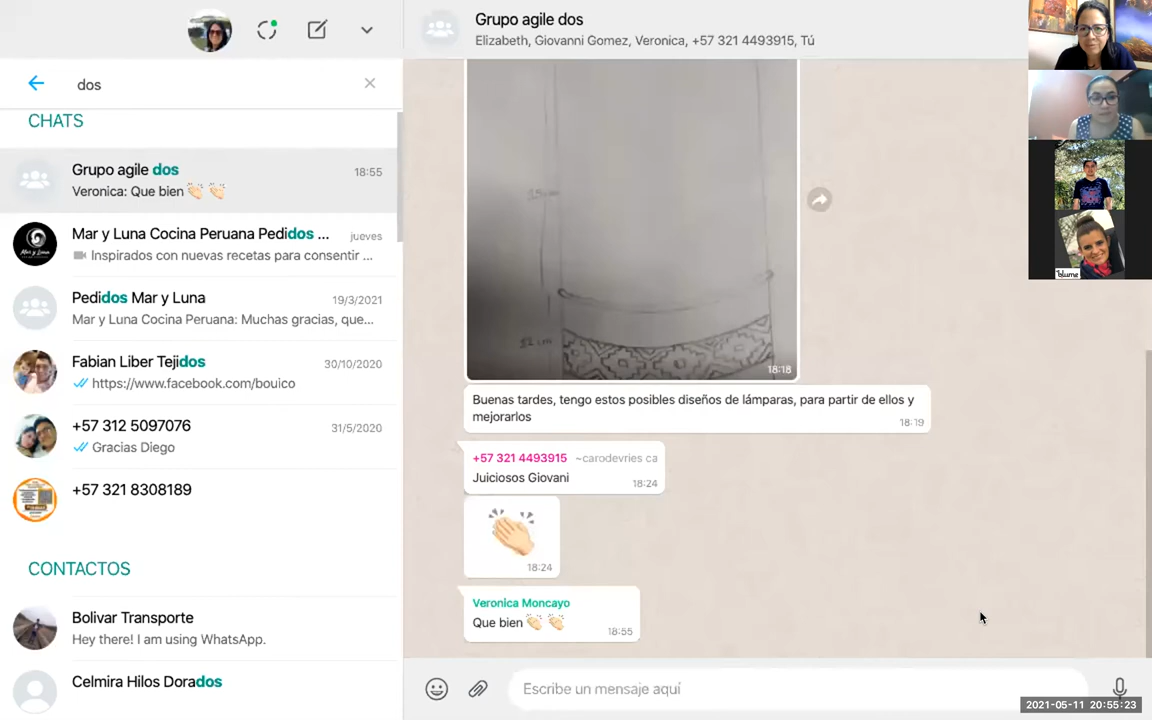 dos
CHATS
Grupo agile dos
18:55
Veronica: Que bien 👏🏻 👏🏻
Mar y Luna Cocina Peruana Pedidos ...
jueves
Inspirados con nuevas recetas para consentir ...
Pedidos Mar y Luna
19/3/2021
Mar y Luna Cocina Peruana: Muchas gracias, que...
Fabian Liber Tejidos
30/10/2020
https://www.facebook.com/bouico
+57 312 5097076
31/5/2020
Gracias Diego
+57 321 8308189
CONTACTOS
Bolivar Transporte
Hey there! I am using WhatsApp.
Celmira Hilos Dorados
Grupo agile dos
Elizabeth, Giovanni Gomez, Veronica, +57 321 4493915, Tú
18:18
Buenas tardes, tengo estos posibles diseños de lámparas, para partir de ellos y
mejorarlos
18:19
+57 321 4493915 ~carodevries ca
Juiciosos Giovani
18:24
18:24
Veronica Moncayo
Que bien 👏🏻 👏🏻
18:55
Escribe un mensaje aquí
2021-05-11 20:55:23